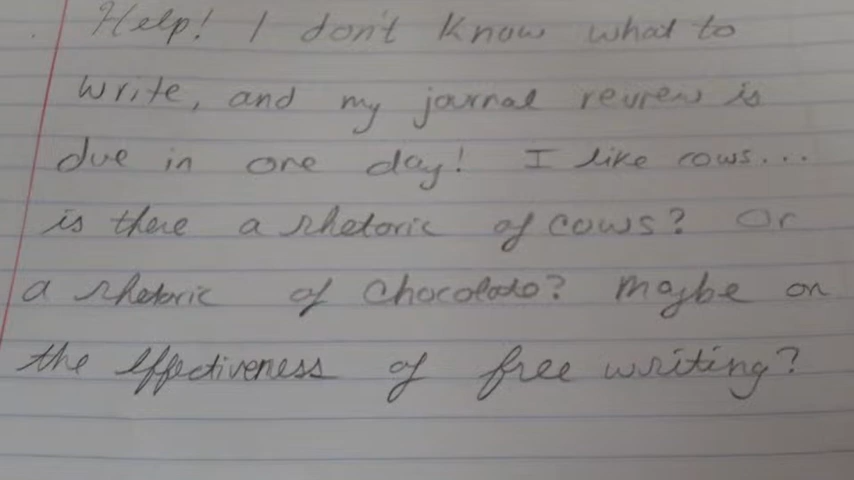 Help! I don't know what to
write, and my journal review is
due in one day! I like cows...
is there a rhetoric of cows? Or
a rhetoric of chocolate? Maybe on
the effectiveness of free writing?